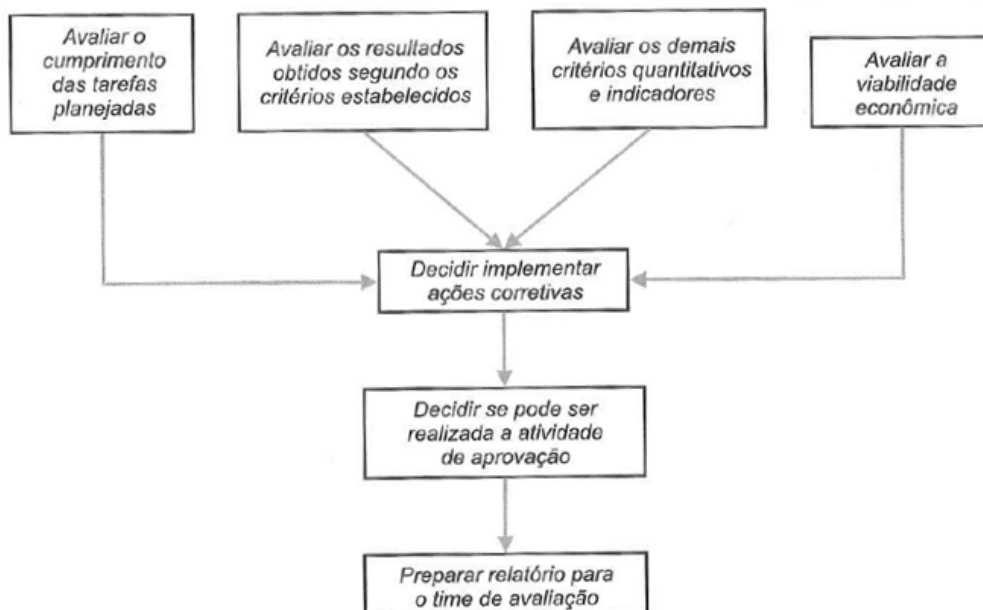 Avaliar o
cumprimento
das tarefas
planejadas
Avaliar os resultados
obtidos segundo os
critérios estabelecidos
Avaliar os demais
critérios quantitativos
e indicadores
Avaliar a
viabilidade
econômica
Decidir implementar
ações corretivas
Decidir se pode ser
realizada a atividade
de aprovação
Preparar relatório para
o time de avaliação